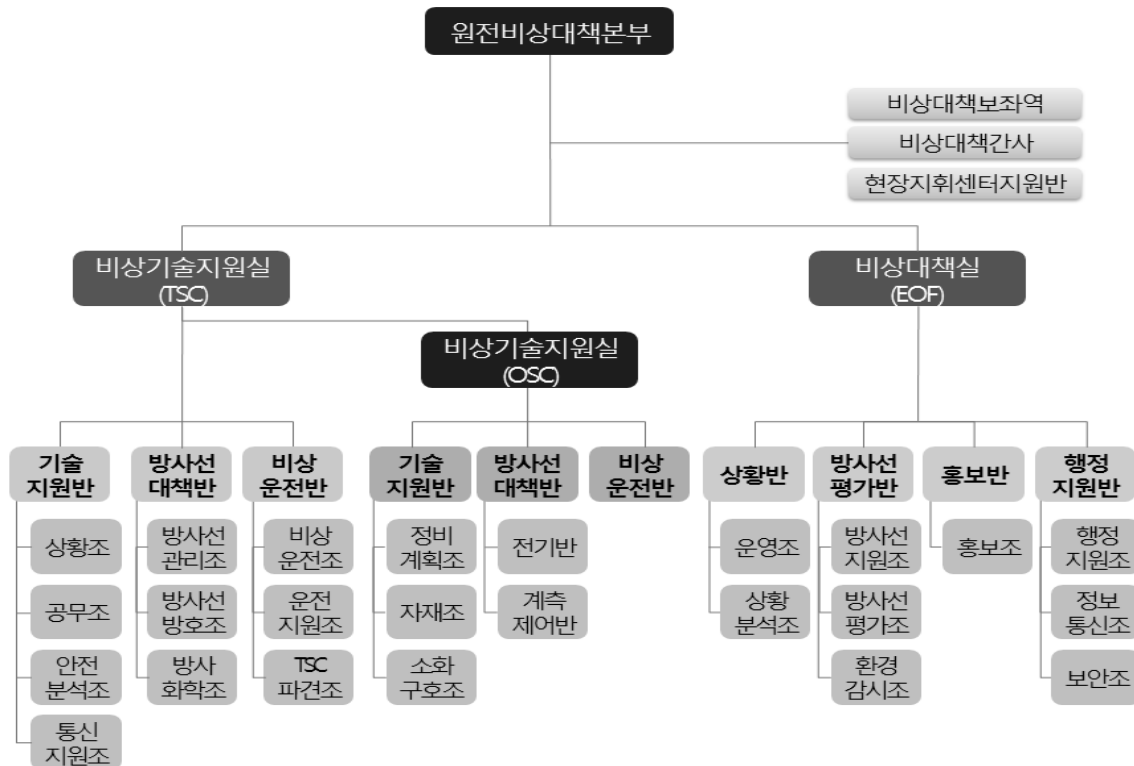 원전비상대책본부
비상대책보좌역
비상대책간사
현장지휘센터지원반
비상기술지원실
(TSC)
비상대책실
(EOF)
비상기술지원실
(OSC)
기술
지원반
방사선
대책반
비상
운전반
기술
지원반
방사선
대책반
비상
운전반
상황반
방사선
평가반
홍보반
행정
지원반
상황조
공무조
안전
분석조
통신
지원조
방사선
관리조
방사선
방호조
방사
화학조
비상
운전조
운전
지원조
TSC
파견조
정비
계획조
자재조
소화
구호조
전기반
계측
제어반
운영조
상황
분석조
방사선
지원조
방사선
평가조
환경
감시조
홍보조
행정
지원조
정보
통신조
보안조